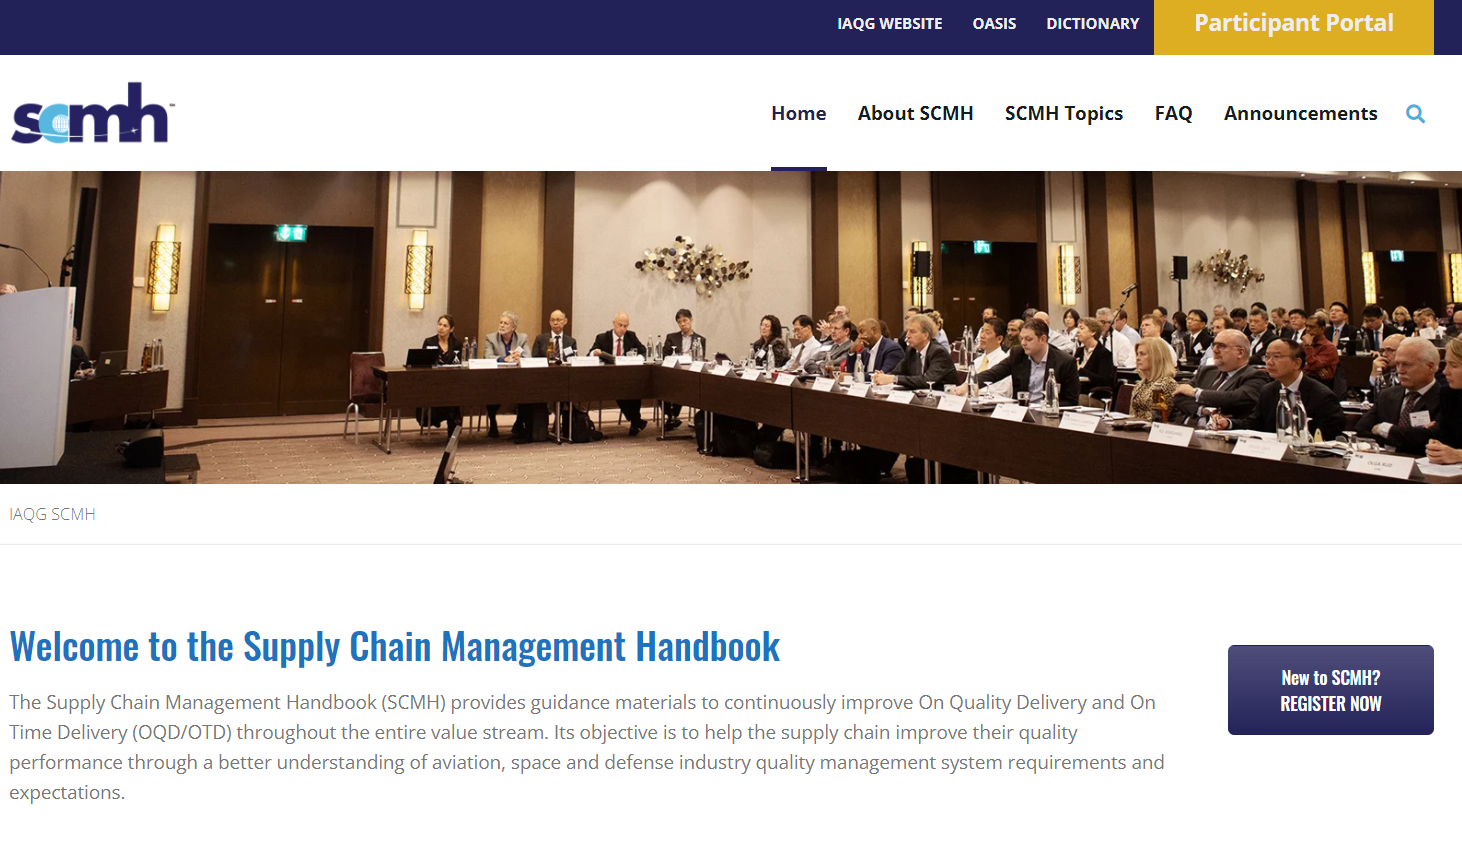 IAQG WEBSITE OASIS DICTIONARY Participant Portal
scmh
Home About SCMH SCMH Topics FAQ Announcements
IAQG SCMH
Welcome to the Supply Chain Management Handbook
The Supply Chain Management Handbook (SCMH) provides guidance materials to continuously improve On Quality Delivery and On
Time Delivery (OQD/OTD) throughout the entire value stream. Its objective is to help the supply chain improve their quality
performance through a better understanding of aviation, space and defense industry quality management system requirements and
expectations.
New to SCMH?
REGISTER NOW